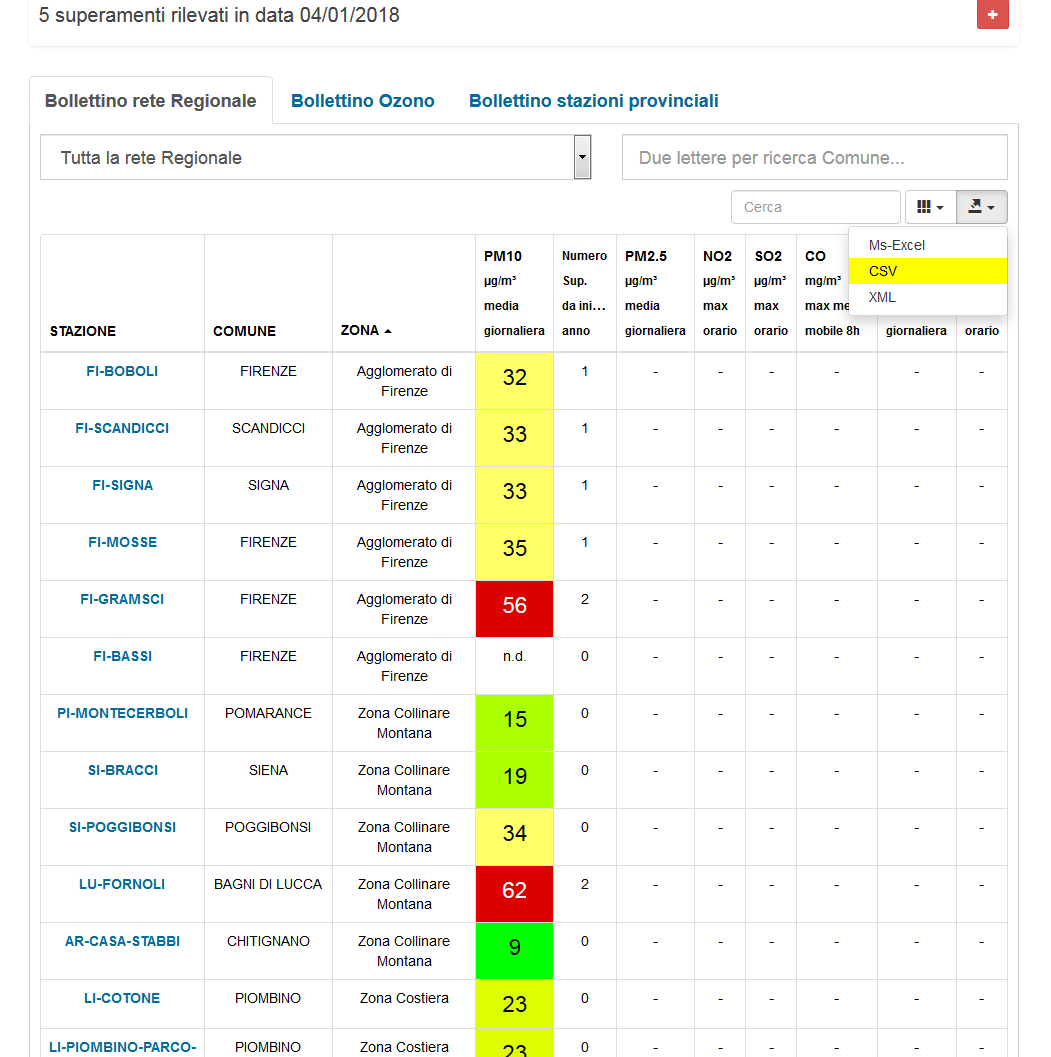 5 superamenti rilevati in data 04/01/2018
+
Bollettino rete Regionale Bollettino Ozono Bollettino stazioni provinciali
Tutta la rete Regionale Due lettere per ricerca Comune...
Cerca
Ms-Excel
CSV
XML
PM10 Numero PM2.5 NO2 SO2 CO
µg/m³ Sup. µg/m³ µg/m³ µg/m³ mg/m³
media da ini... media max max max me
STAZIONE COMUNE ZONA giornaliera anno giornaliera orario orario mobile 8h giornaliera orario
FI-BOBOLI FIRENZE Agglomerato di 32 1 - - - - - -
Firenze
FI-SCANDICCI SCANDICCI Agglomerato di 33 1 - - - - - -
Firenze
FI-SIGNA SIGNA Agglomerato di 33 1 - - - - - -
Firenze
FI-MOSSE FIRENZE Agglomerato di 35 1 - - - - - -
Firenze
FI-GRAMSCI FIRENZE Agglomerato di 56 2 - - - - - -
Firenze
FI-BASSI FIRENZE Agglomerato di n.d. 0 - - - - - -
Firenze
PI-MONTECERBOLI POMARANCE Zona Collinare 15 0 - - - - - -
Montana
SI-BRACCI SIENA Zona Collinare 19 0 - - - - - -
Montana
SI-POGGIBONSI POGGIBONSI Zona Collinare 34 0 - - - - - -
Montana
LU-FORNOLI BAGNI DI LUCCA Zona Collinare 62 2 - - - - - -
Montana
AR-CASA-STABBI CHITIGNANO Zona Collinare 9 0 - - - - - -
Montana
LI-COTONE PIOMBINO Zona Costiera 23 0 - - - - - -
LI-PIOMBINO-PARCO- PIOMBINO Zona Costiera 23 0 - - - - - -